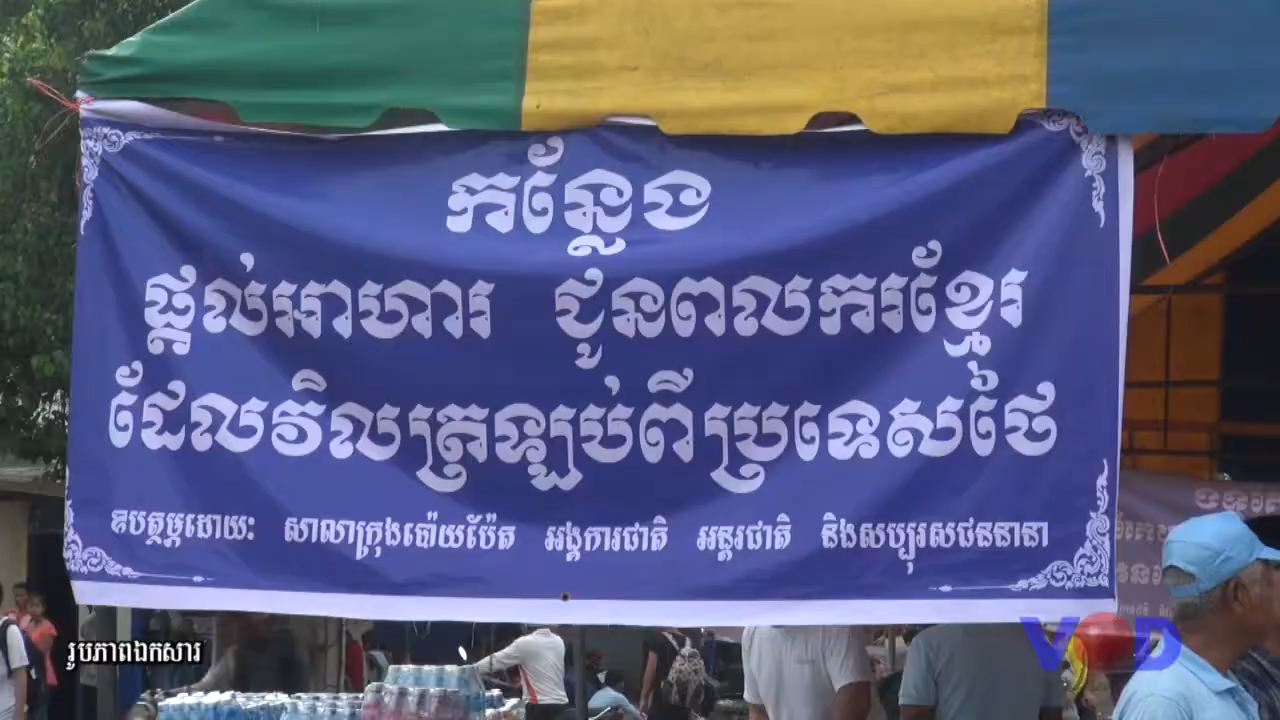 កន្លែង
ផ្ដល់អាហារ ជូនពលករខ្មែរ
ដែលវិលត្រឡប់ពីប្រទេសថៃ
ឧបត្ថម្ភដោយ៖ សាលាក្រុងប៉ោយប៉ែត អង្គការជាតិ អន្តរជាតិ និងសប្បុរសជននានា
រូបភាពឯកសារ
VOD